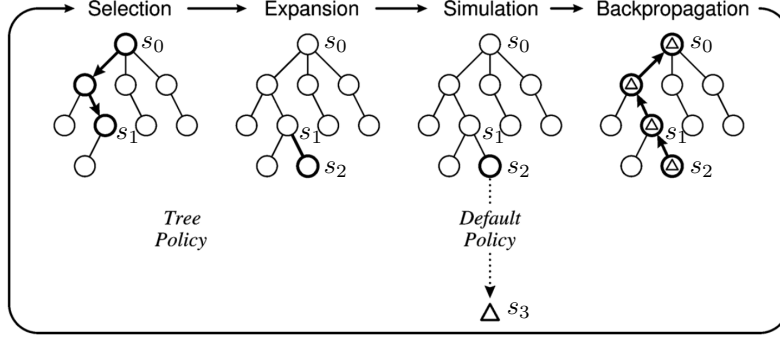 Selection Expansion Simulation Backpropagation
s₀ s₀ s₀ s₀
s₁ s₁ s₁ s₁
s₂ s₂ s₂
Tree
Policy
Default
Policy
s₃